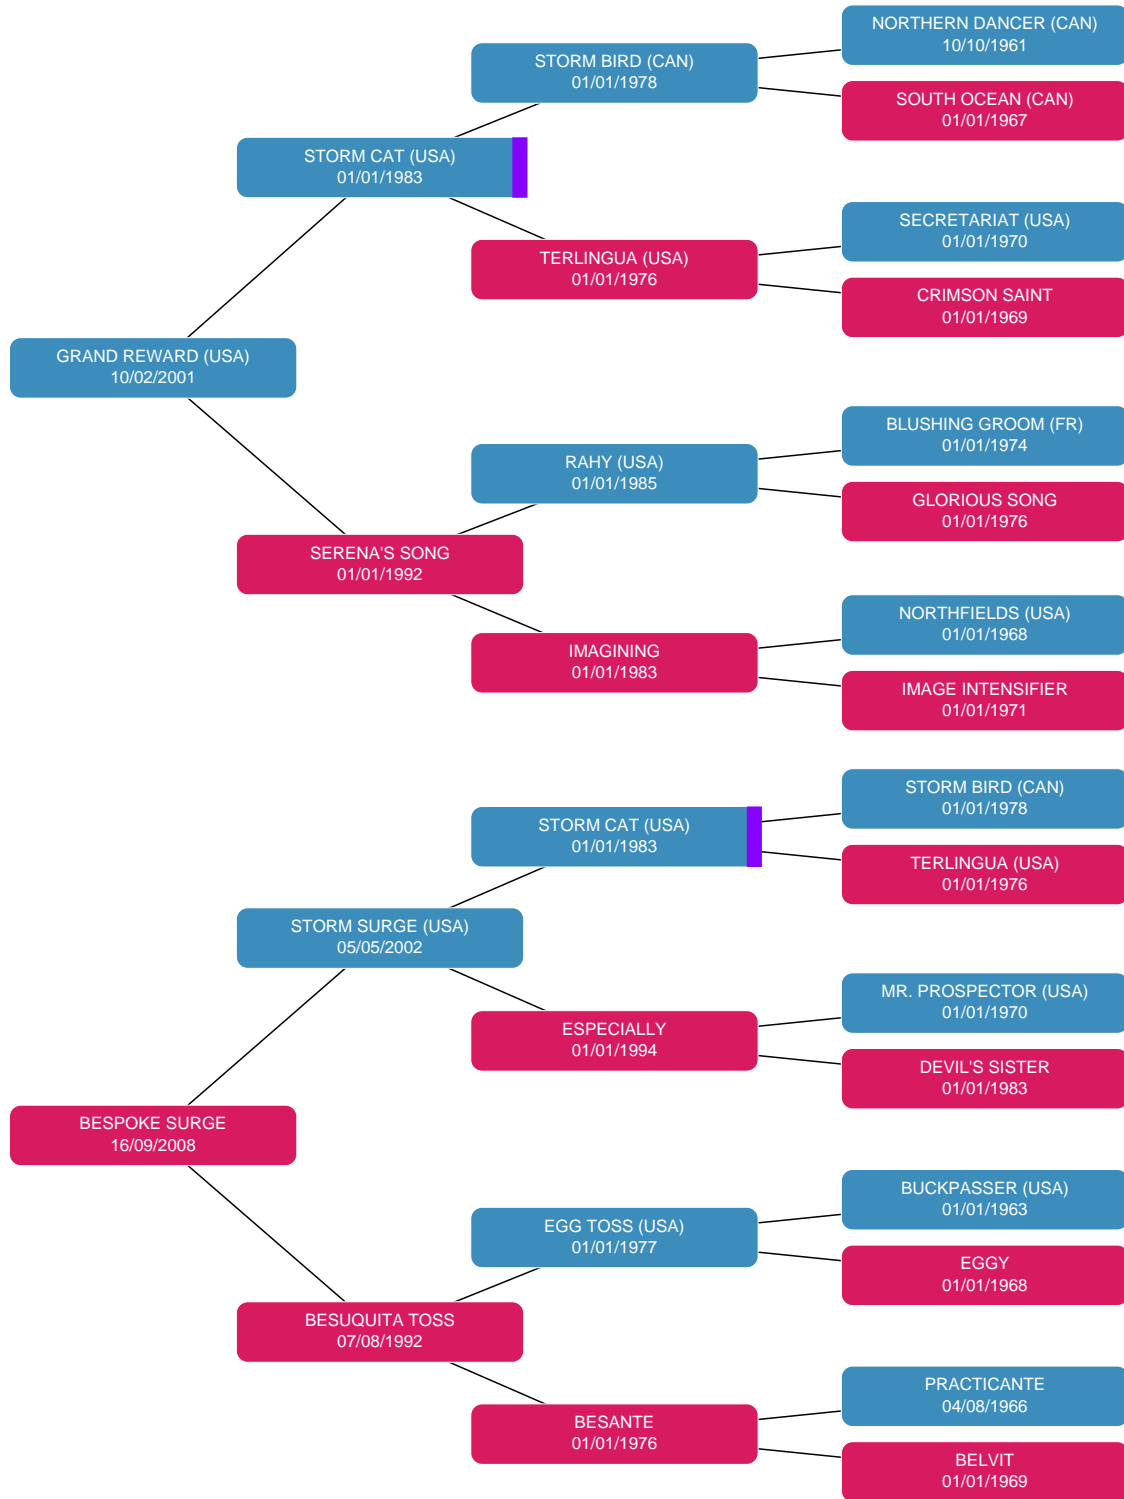 NORTHERN DANCER (CAN)
10/10/1961
STORM BIRD (CAN)
01/01/1978
SOUTH OCEAN (CAN)
01/01/1967
STORM CAT (USA)
01/01/1983
SECRETARIAT (USA)
01/01/1970
TERLINGUA (USA)
01/01/1976
CRIMSON SAINT
01/01/1969
GRAND REWARD (USA)
10/02/2001
BLUSHING GROOM (FR)
01/01/1974
RAHY (USA)
01/01/1985
GLORIOUS SONG
01/01/1976
SERENA'S SONG
01/01/1992
NORTHFIELDS (USA)
01/01/1968
IMAGINING
01/01/1983
IMAGE INTENSIFIER
01/01/1971
STORM BIRD (CAN)
01/01/1978
STORM CAT (USA)
01/01/1983
TERLINGUA (USA)
01/01/1976
STORM SURGE (USA)
05/05/2002
MR. PROSPECTOR (USA)
01/01/1970
ESPECIALLY
01/01/1994
DEVIL'S SISTER
01/01/1983
BESPOKE SURGE
16/09/2008
BUCKPASSER (USA)
01/01/1963
EGG TOSS (USA)
01/01/1977
EGGY
01/01/1968
BESUQUITA TOSS
07/08/1992
PRACTICANTE
04/08/1966
BESANTE
01/01/1976
BELVIT
01/01/1969